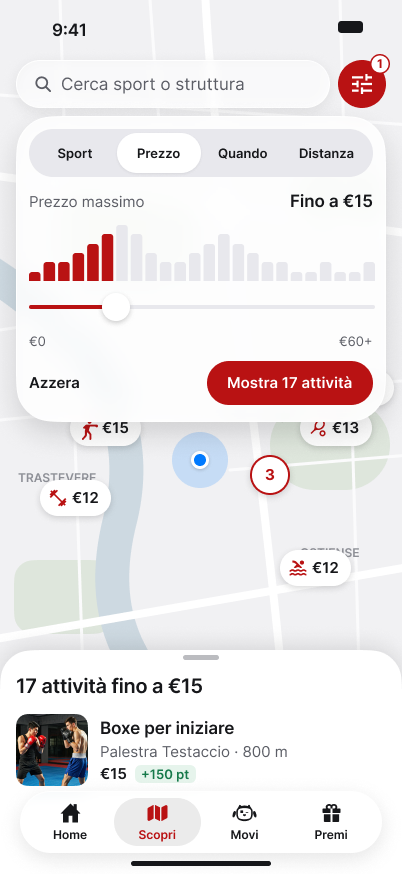 9:41
Cerca sport o struttura
1
Sport Prezzo Quando Distanza
Prezzo massimo Fino a €15
€0 €60+
Azzera Mostra 17 attività
€15 €13
TRASTEVERE
€12
3
€12
17 attività fino a €15
Boxe per iniziare
Palestra Testaccio · 800 m
€15 +150 pt
Home Scopri Movi Premi